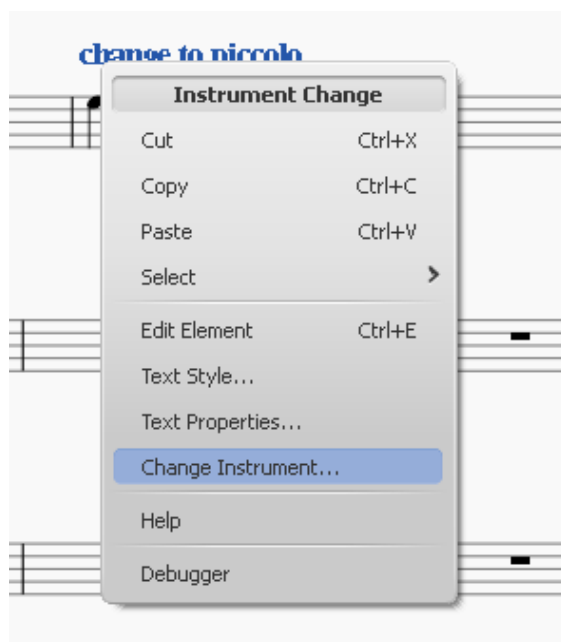 change to piccolo
Instrument Change
Cut Ctrl+X
Copy Ctrl+C
Paste Ctrl+V
Select
Edit Element Ctrl+E
Text Style...
Text Properties...
Change Instrument...
Help
Debugger